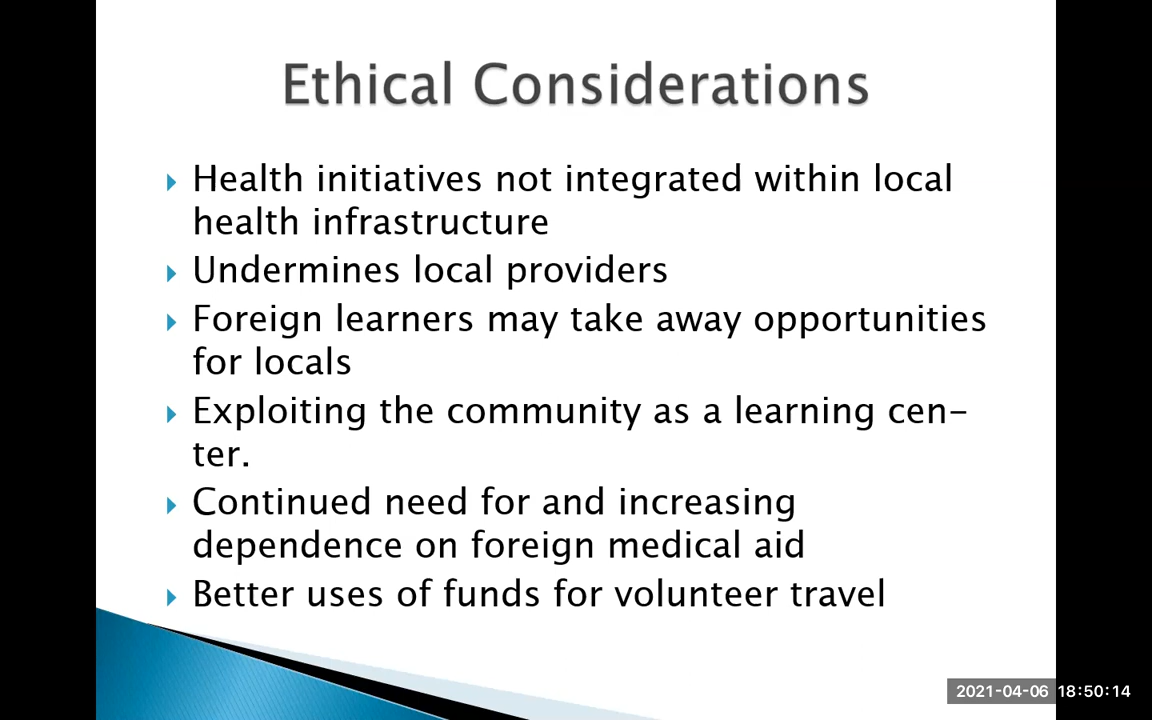 Ethical Considerations
Health initiatives not integrated within local
health infrastructure
Undermines local providers
Foreign learners may take away opportunities
for locals
Exploiting the community as a learning cen-
ter.
Continued need for and increasing
dependence on foreign medical aid
Better uses of funds for volunteer travel
2021-04-06 18:50:14